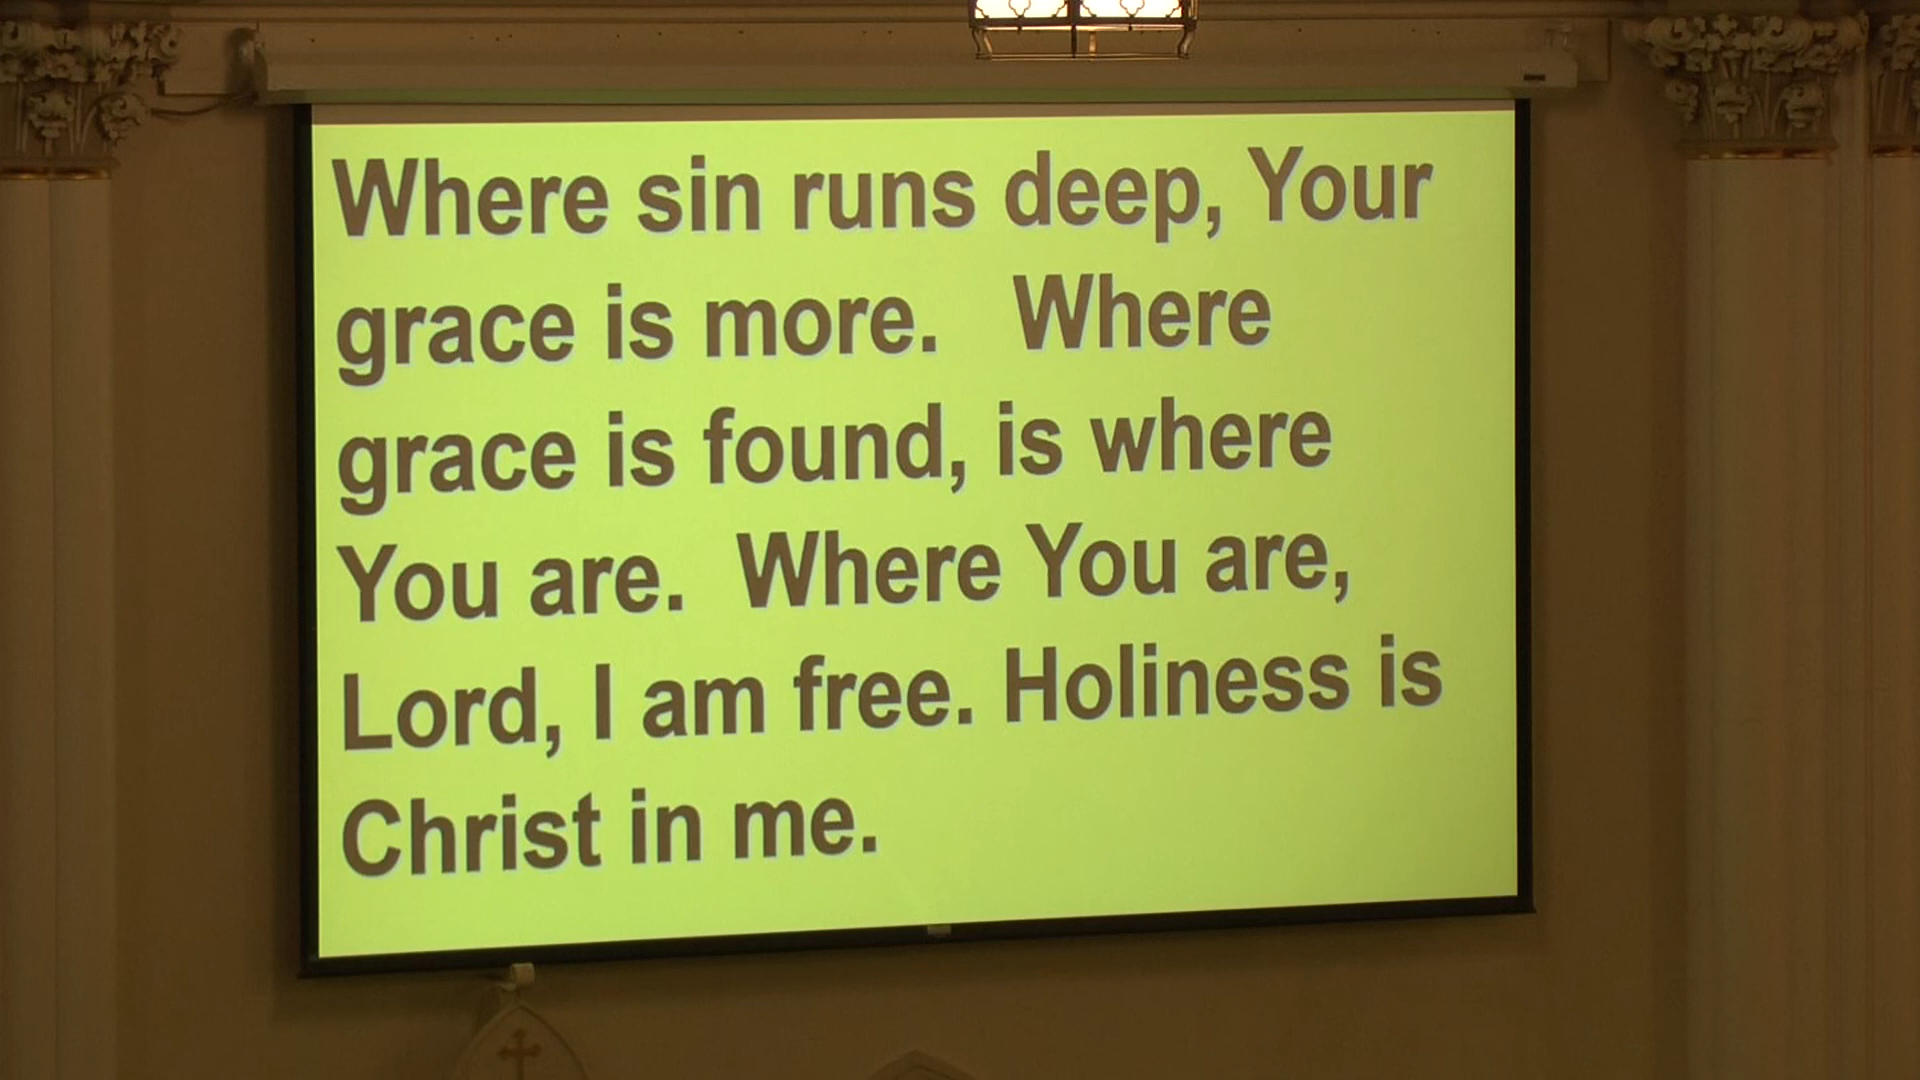 Where sin runs deep, Your
grace is more. Where
grace is found, is where
You are. Where You are,
Lord, I am free. Holiness is
Christ in me.